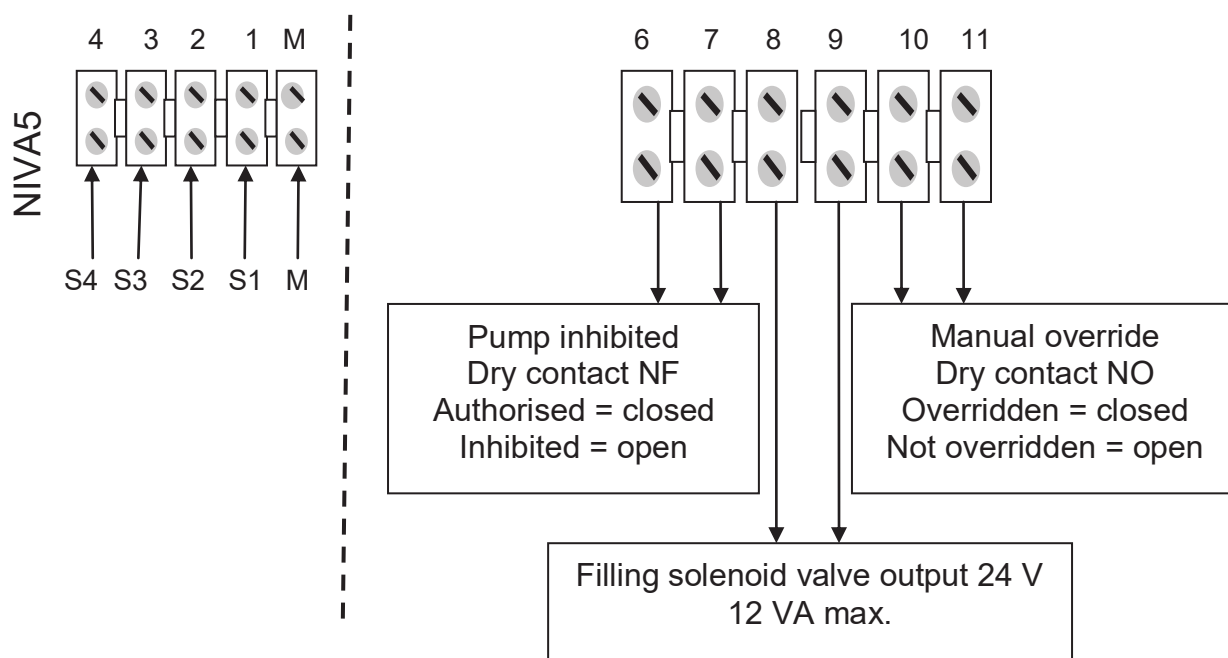 4 3 2 1 M
NIVA5
S4 S3 S2 S1 M
6 7 8 9 10 11
Pump inhibited
Dry contact NF
Authorised = closed
Inhibited = open
Manual override
Dry contact NO
Overridden = closed
Not overridden = open
Filling solenoid valve output 24 V
12 VA max.